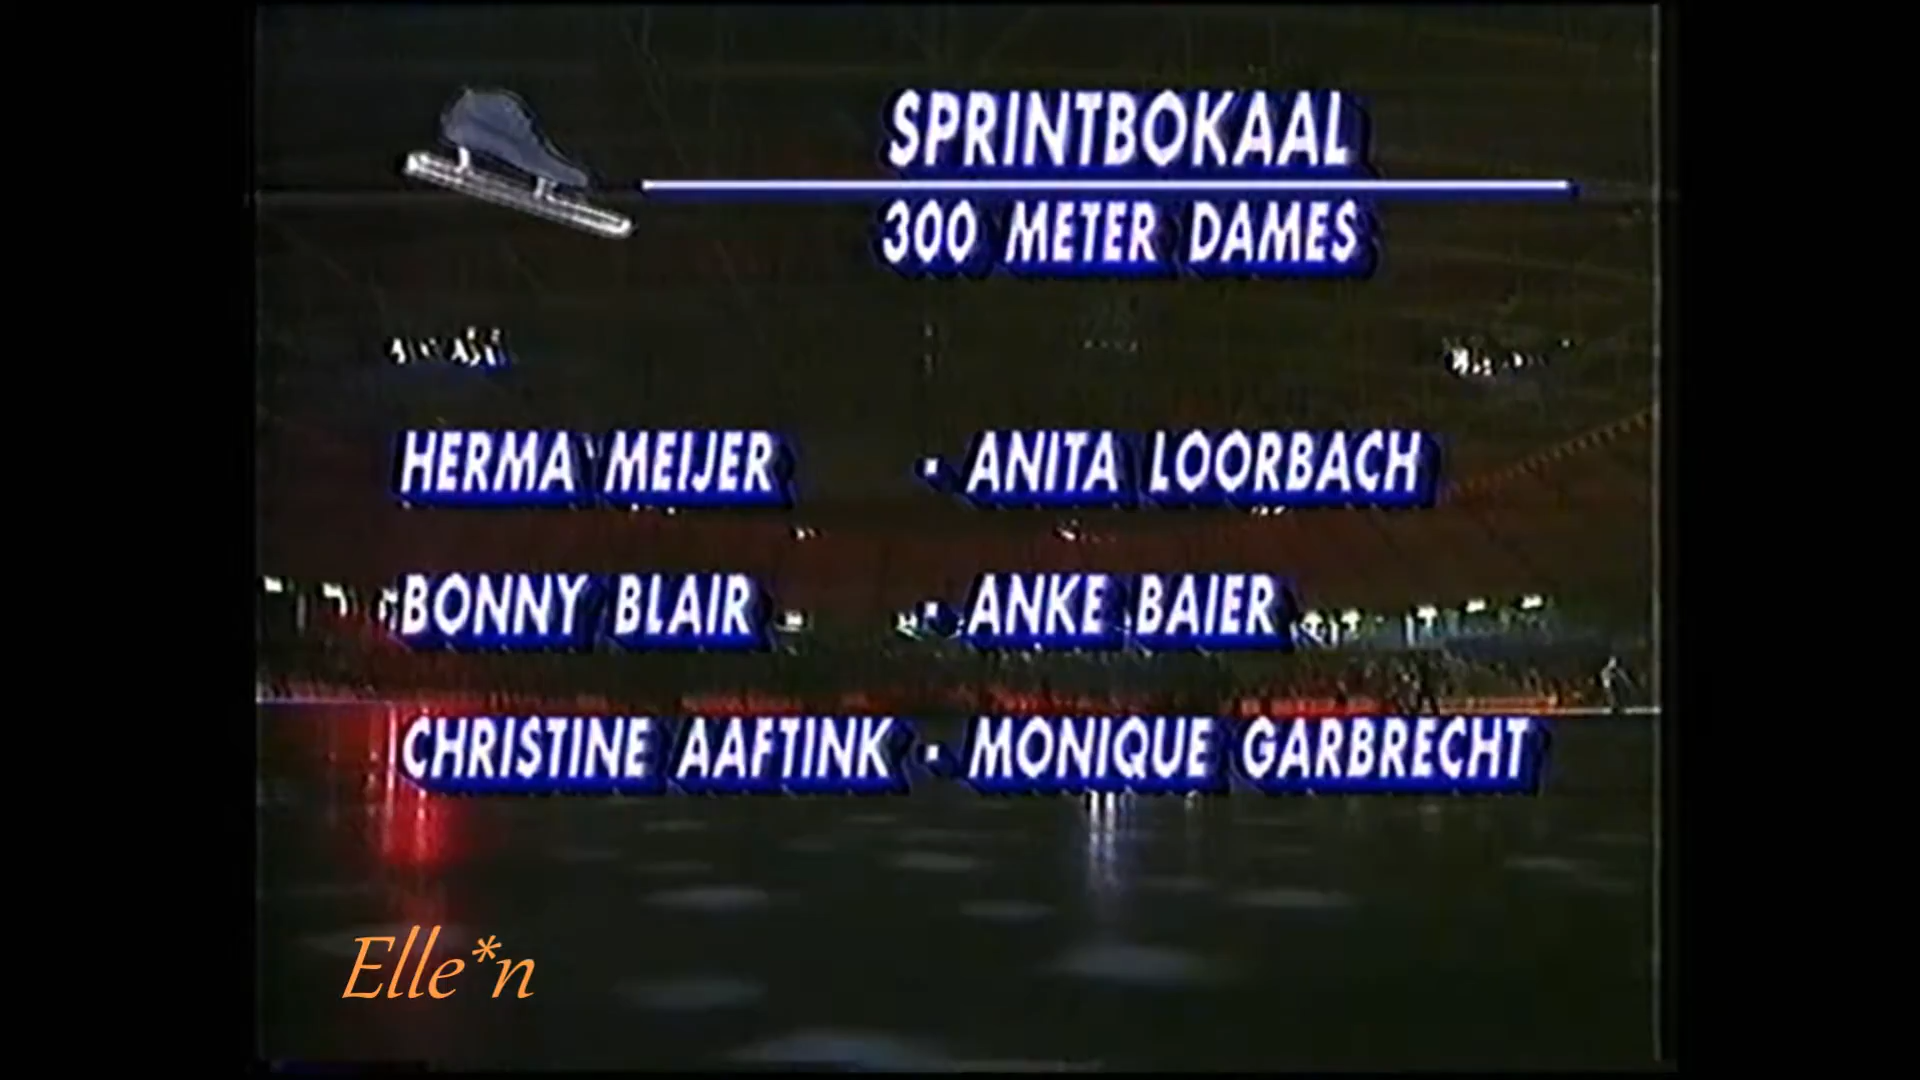 SPRINTBOKAAL
300 METER DAMES
HERMA MEIJER - ANITA LOORBACH
BONNY BLAIR - ANKE BAIER
CHRISTINE AAFTINK - MONIQUE GARBRECHT
Elle*n